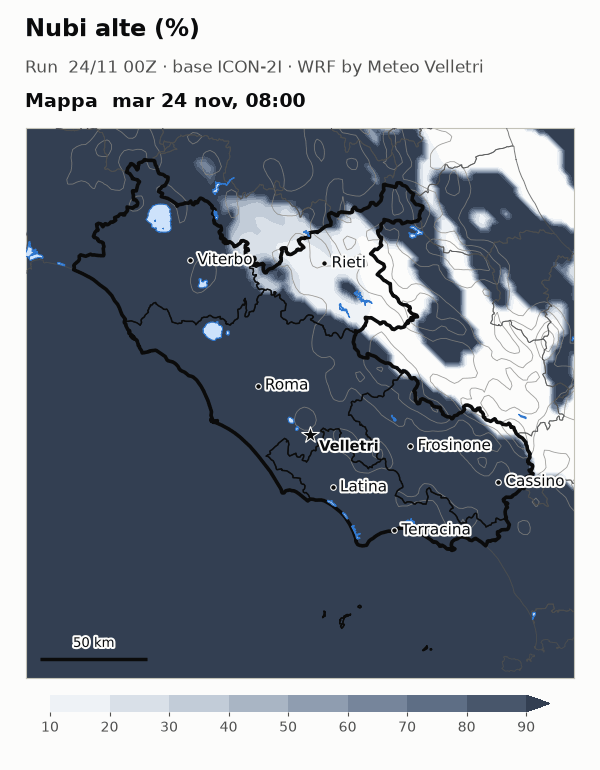 Nubi alte (%)
Run  24/11 00Z · base ICON-2I · WRF by Meteo Velletri
Mappa  mar 24 nov, 08:00
Viterbo
Rieti
Roma
Velletri
Frosinone
Latina
Cassino
Terracina
50 km
10 20 30 40 50 60 70 80 90